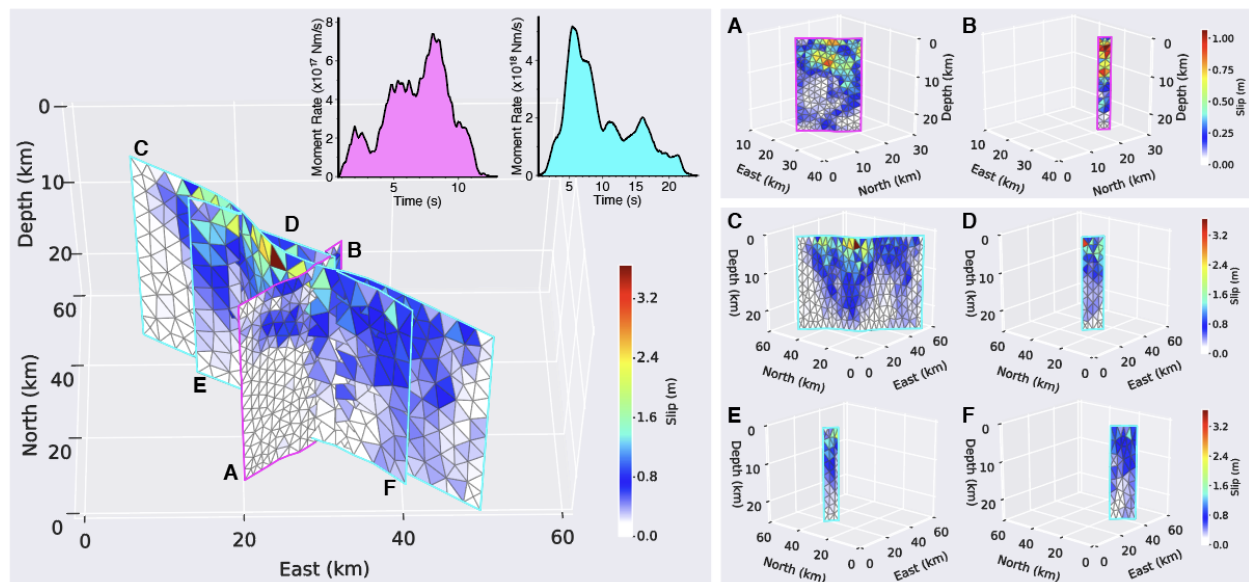 Moment Rate (x10¹⁷ Nm/s)
8
6
4
2
0
5
10
Time (s)
Moment Rate (x10¹⁸ Nm/s)
5
4
3
2
1
0
5
10
15
20
Time (s)
0
10
20
60
40
20
0
Depth (km)
North (km)
0
20
40
60
East (km)
C
D
B
E
A
F
3.2
2.4
1.6
0.8
0.0
Slip (m)
A
0
10
20
Depth (km)
10
20
30
40
East (km)
0
10
20
30
North (km)
B
0
10
20
Depth (km)
10
20
30
40
East (km)
0
10
20
30
North (km)
1.00
0.75
0.50
0.25
0.00
Slip (m)
C
0
10
20
Depth (km)
60
40
20
0
North (km)
0
20
40
60
East (km)
D
0
10
20
Depth (km)
60
40
20
0
North (km)
0
20
40
60
East (km)
3.2
2.4
1.6
0.8
0.0
Slip (m)
E
0
10
20
Depth (km)
60
40
20
0
North (km)
0
20
40
60
East (km)
F
0
10
20
Depth (km)
60
40
20
0
North (km)
0
20
40
60
East (km)
3.2
2.4
1.6
0.8
0.0
Slip (m)